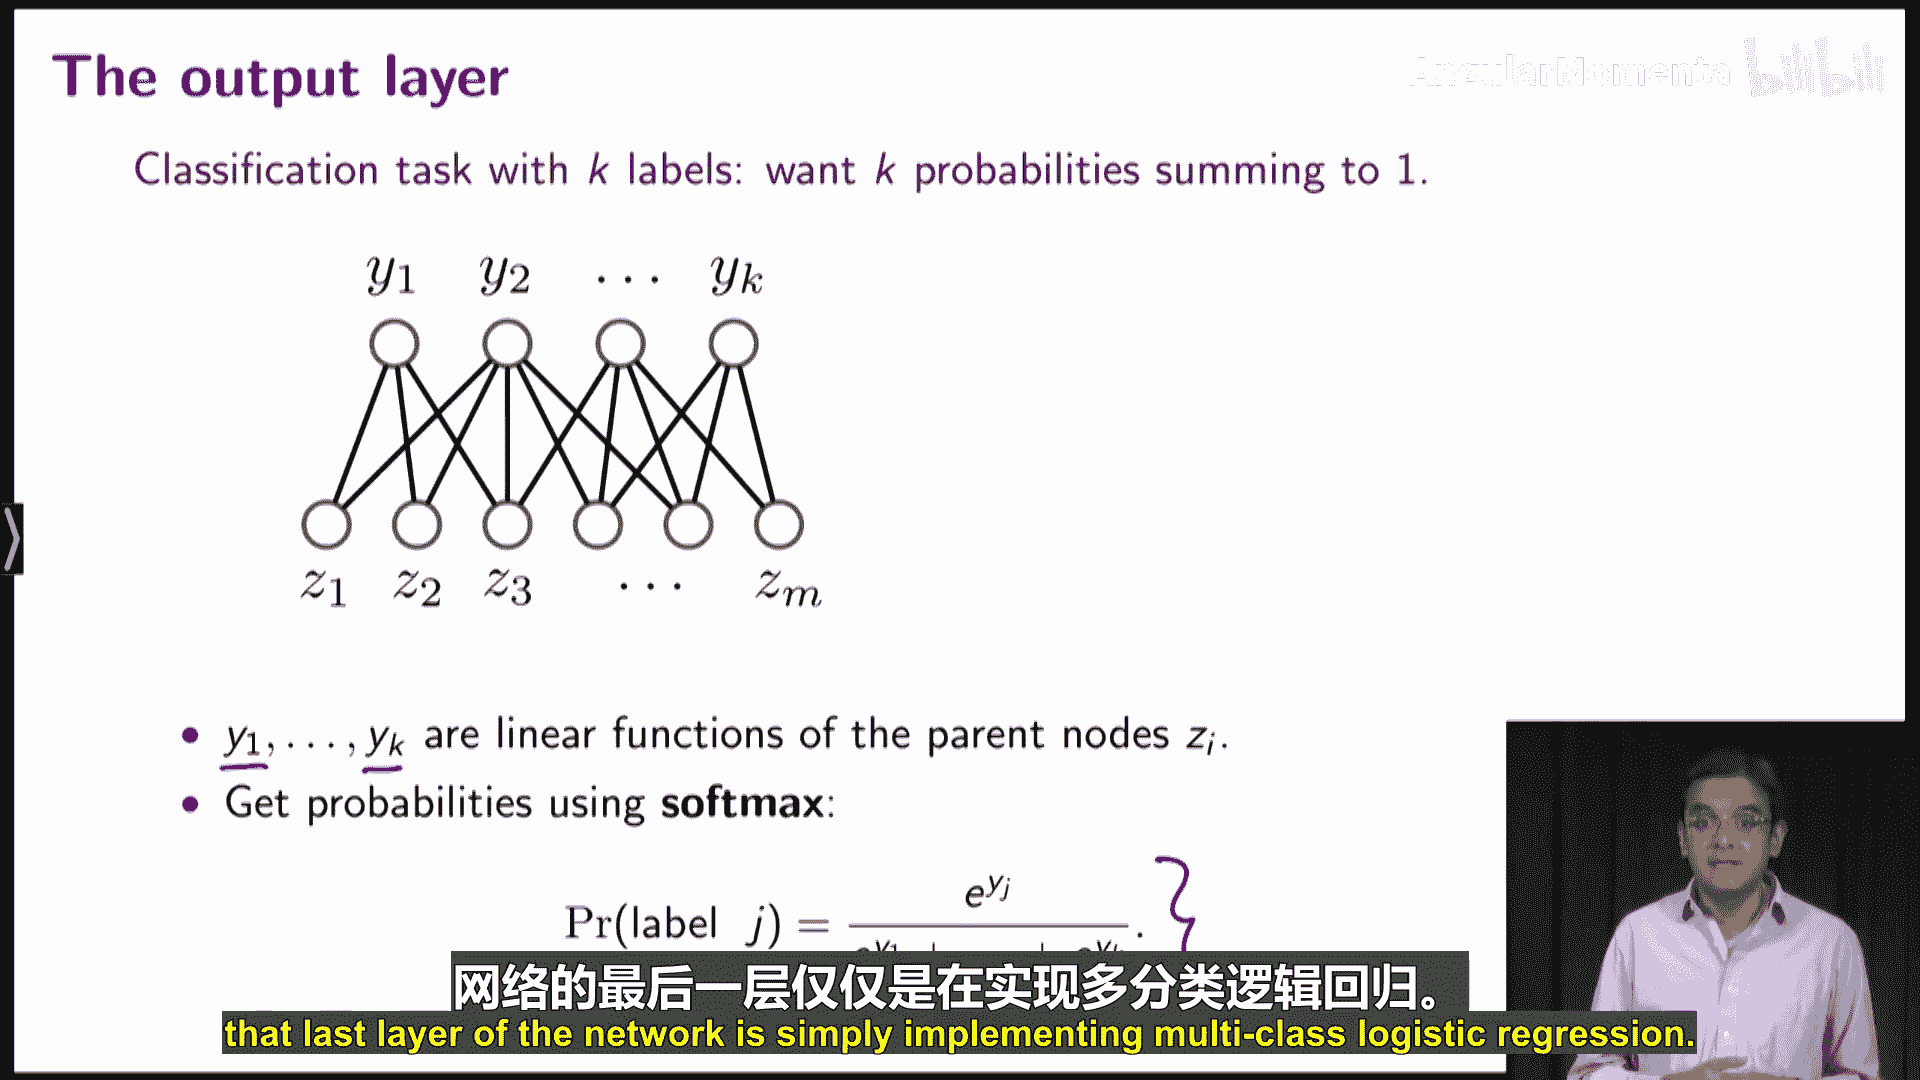 The output layer
AngularMomenta bilibili
Classification task with k labels: want k probabilities summing to 1.
y1 y2 ... yk
z1 z2 z3 ... zm
• y1, . . . , yk are linear functions of the parent nodes zi.
• Get probabilities using softmax:
eyj
Pr(label j) = .
网络的最后一层仅仅是在实现多分类逻辑回归。
that last layer of the network is simply implementing multi-class logistic regression.